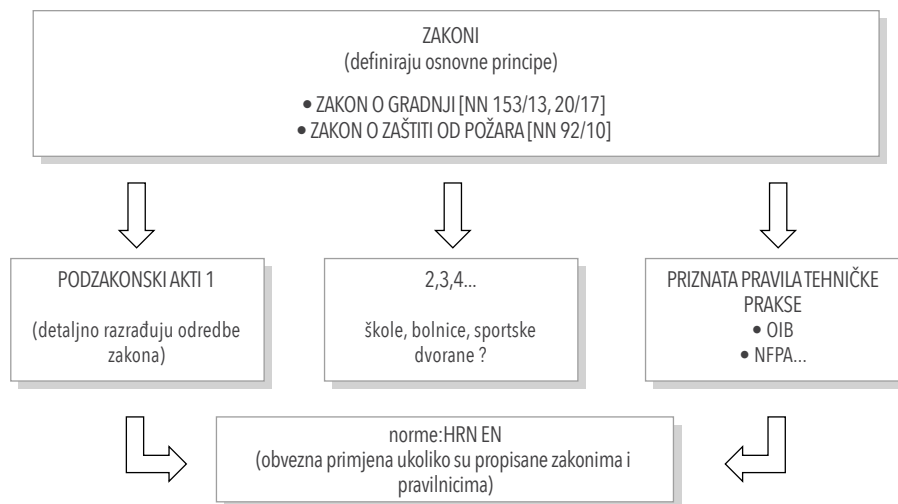 ZAKONI
(definiraju osnovne principe)
• ZAKON O GRADNJI [NN 153/13, 20/17]
• ZAKON O ZAŠTITI OD POŽARA [NN 92/10]
PODZAKONSKI AKTI 1
(detaljno razrađuju odredbe
zakona)
2,3,4...
škole, bolnice, sportske
dvorane ?
PRIZNATA PRAVILA TEHNIČKE
PRAKSE
• OIB
• NFPA...
norme:HRN EN
(obvezna primjena ukoliko su propisane zakonima i
pravilnicima)